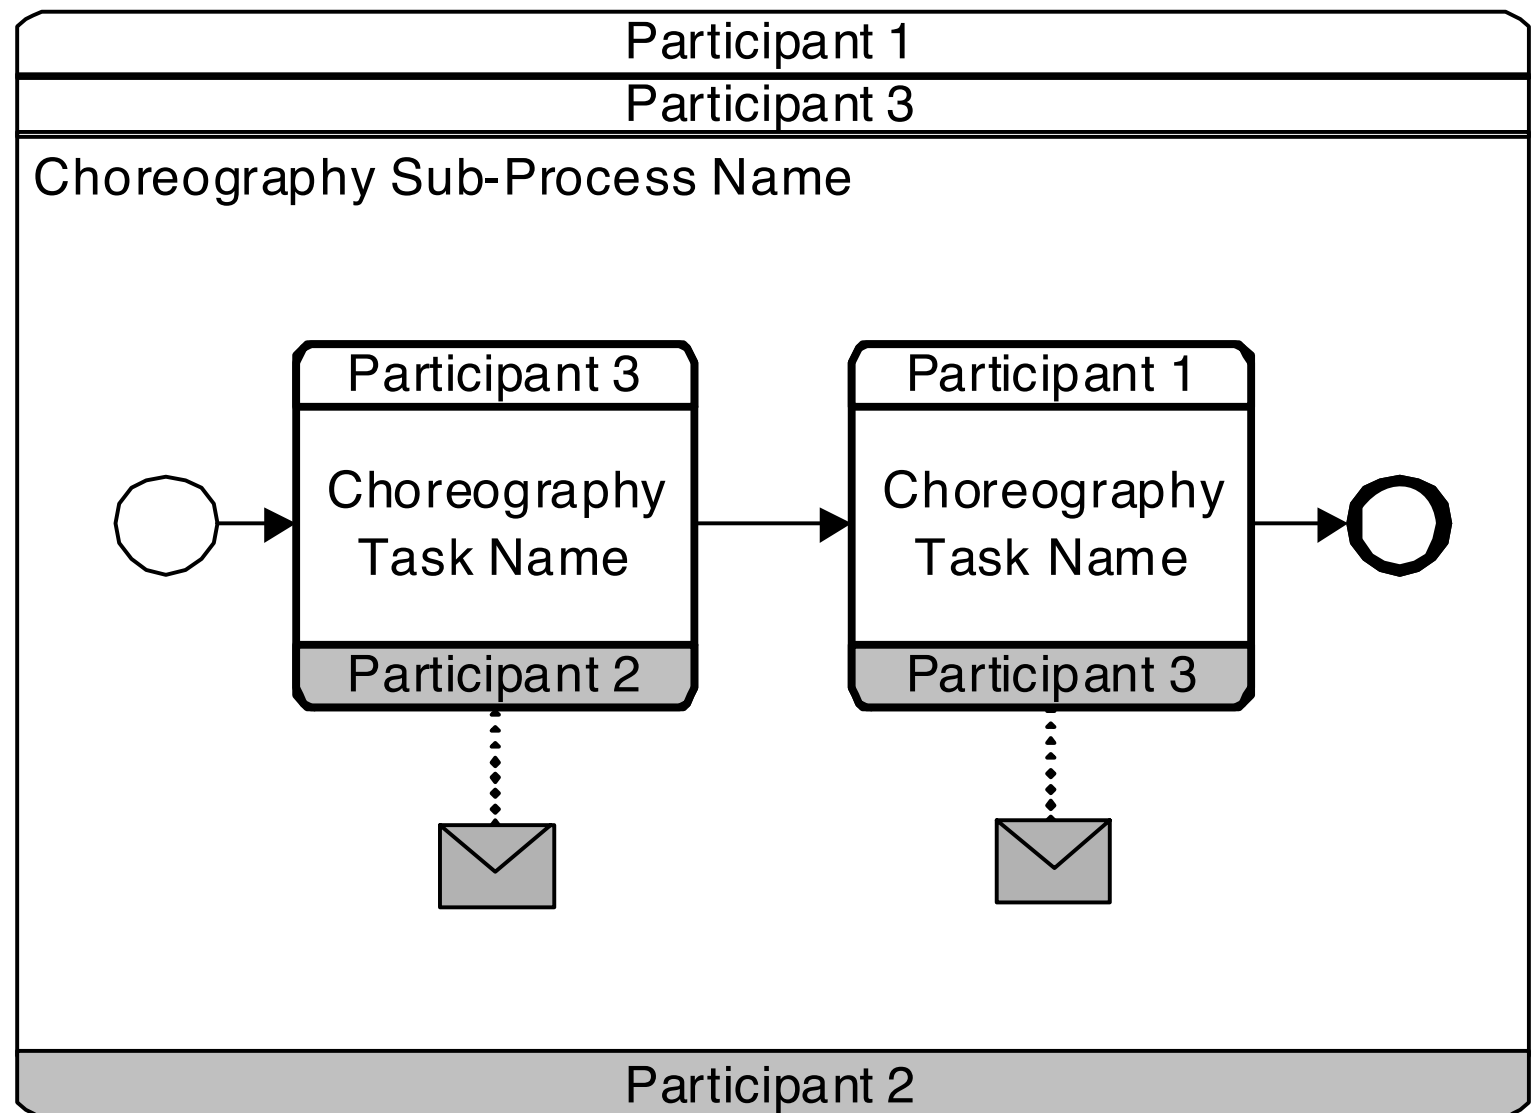 Participant 1
Participant 3
Choreography Sub-Process Name
Participant 3
Choreography
Task Name
Participant 2
Participant 1
Choreography
Task Name
Participant 3
Participant 2